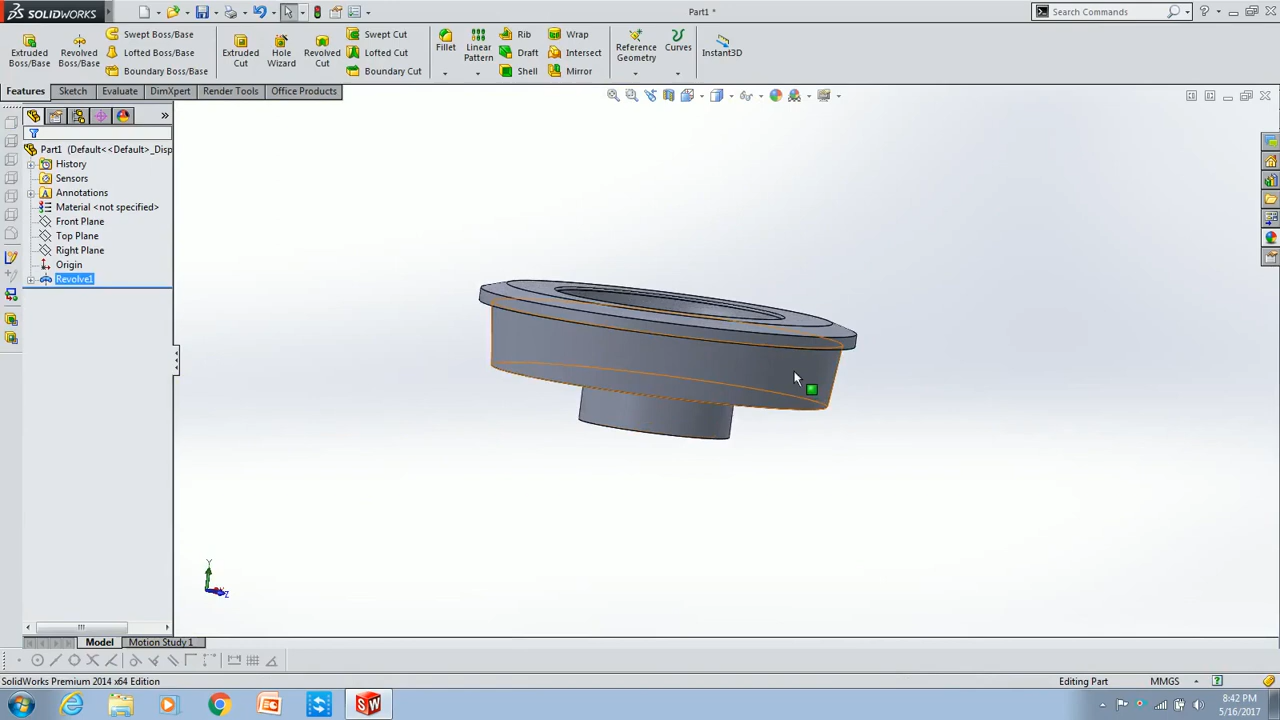 SOLIDWORKS
Part1 *
Search Commands
Extruded Boss/Base
Revolved Boss/Base
Swept Boss/Base
Lofted Boss/Base
Boundary Boss/Base
Extruded Cut
Hole Wizard
Revolved Cut
Swept Cut
Lofted Cut
Boundary Cut
Fillet
Linear Pattern
Rib
Draft
Shell
Wrap
Intersect
Mirror
Reference Geometry
Curves
Instant3D
Features
Sketch
Evaluate
DimXpert
Render Tools
Office Products
Part1 (Default<<Default>_Disp
History
Sensors
Annotations
Material <not specified>
Front Plane
Top Plane
Right Plane
Origin
Revolve1
Y
Z
Model
Motion Study 1
SolidWorks Premium 2014 x64 Edition
Editing Part
MMGS
8:42 PM
5/16/2017